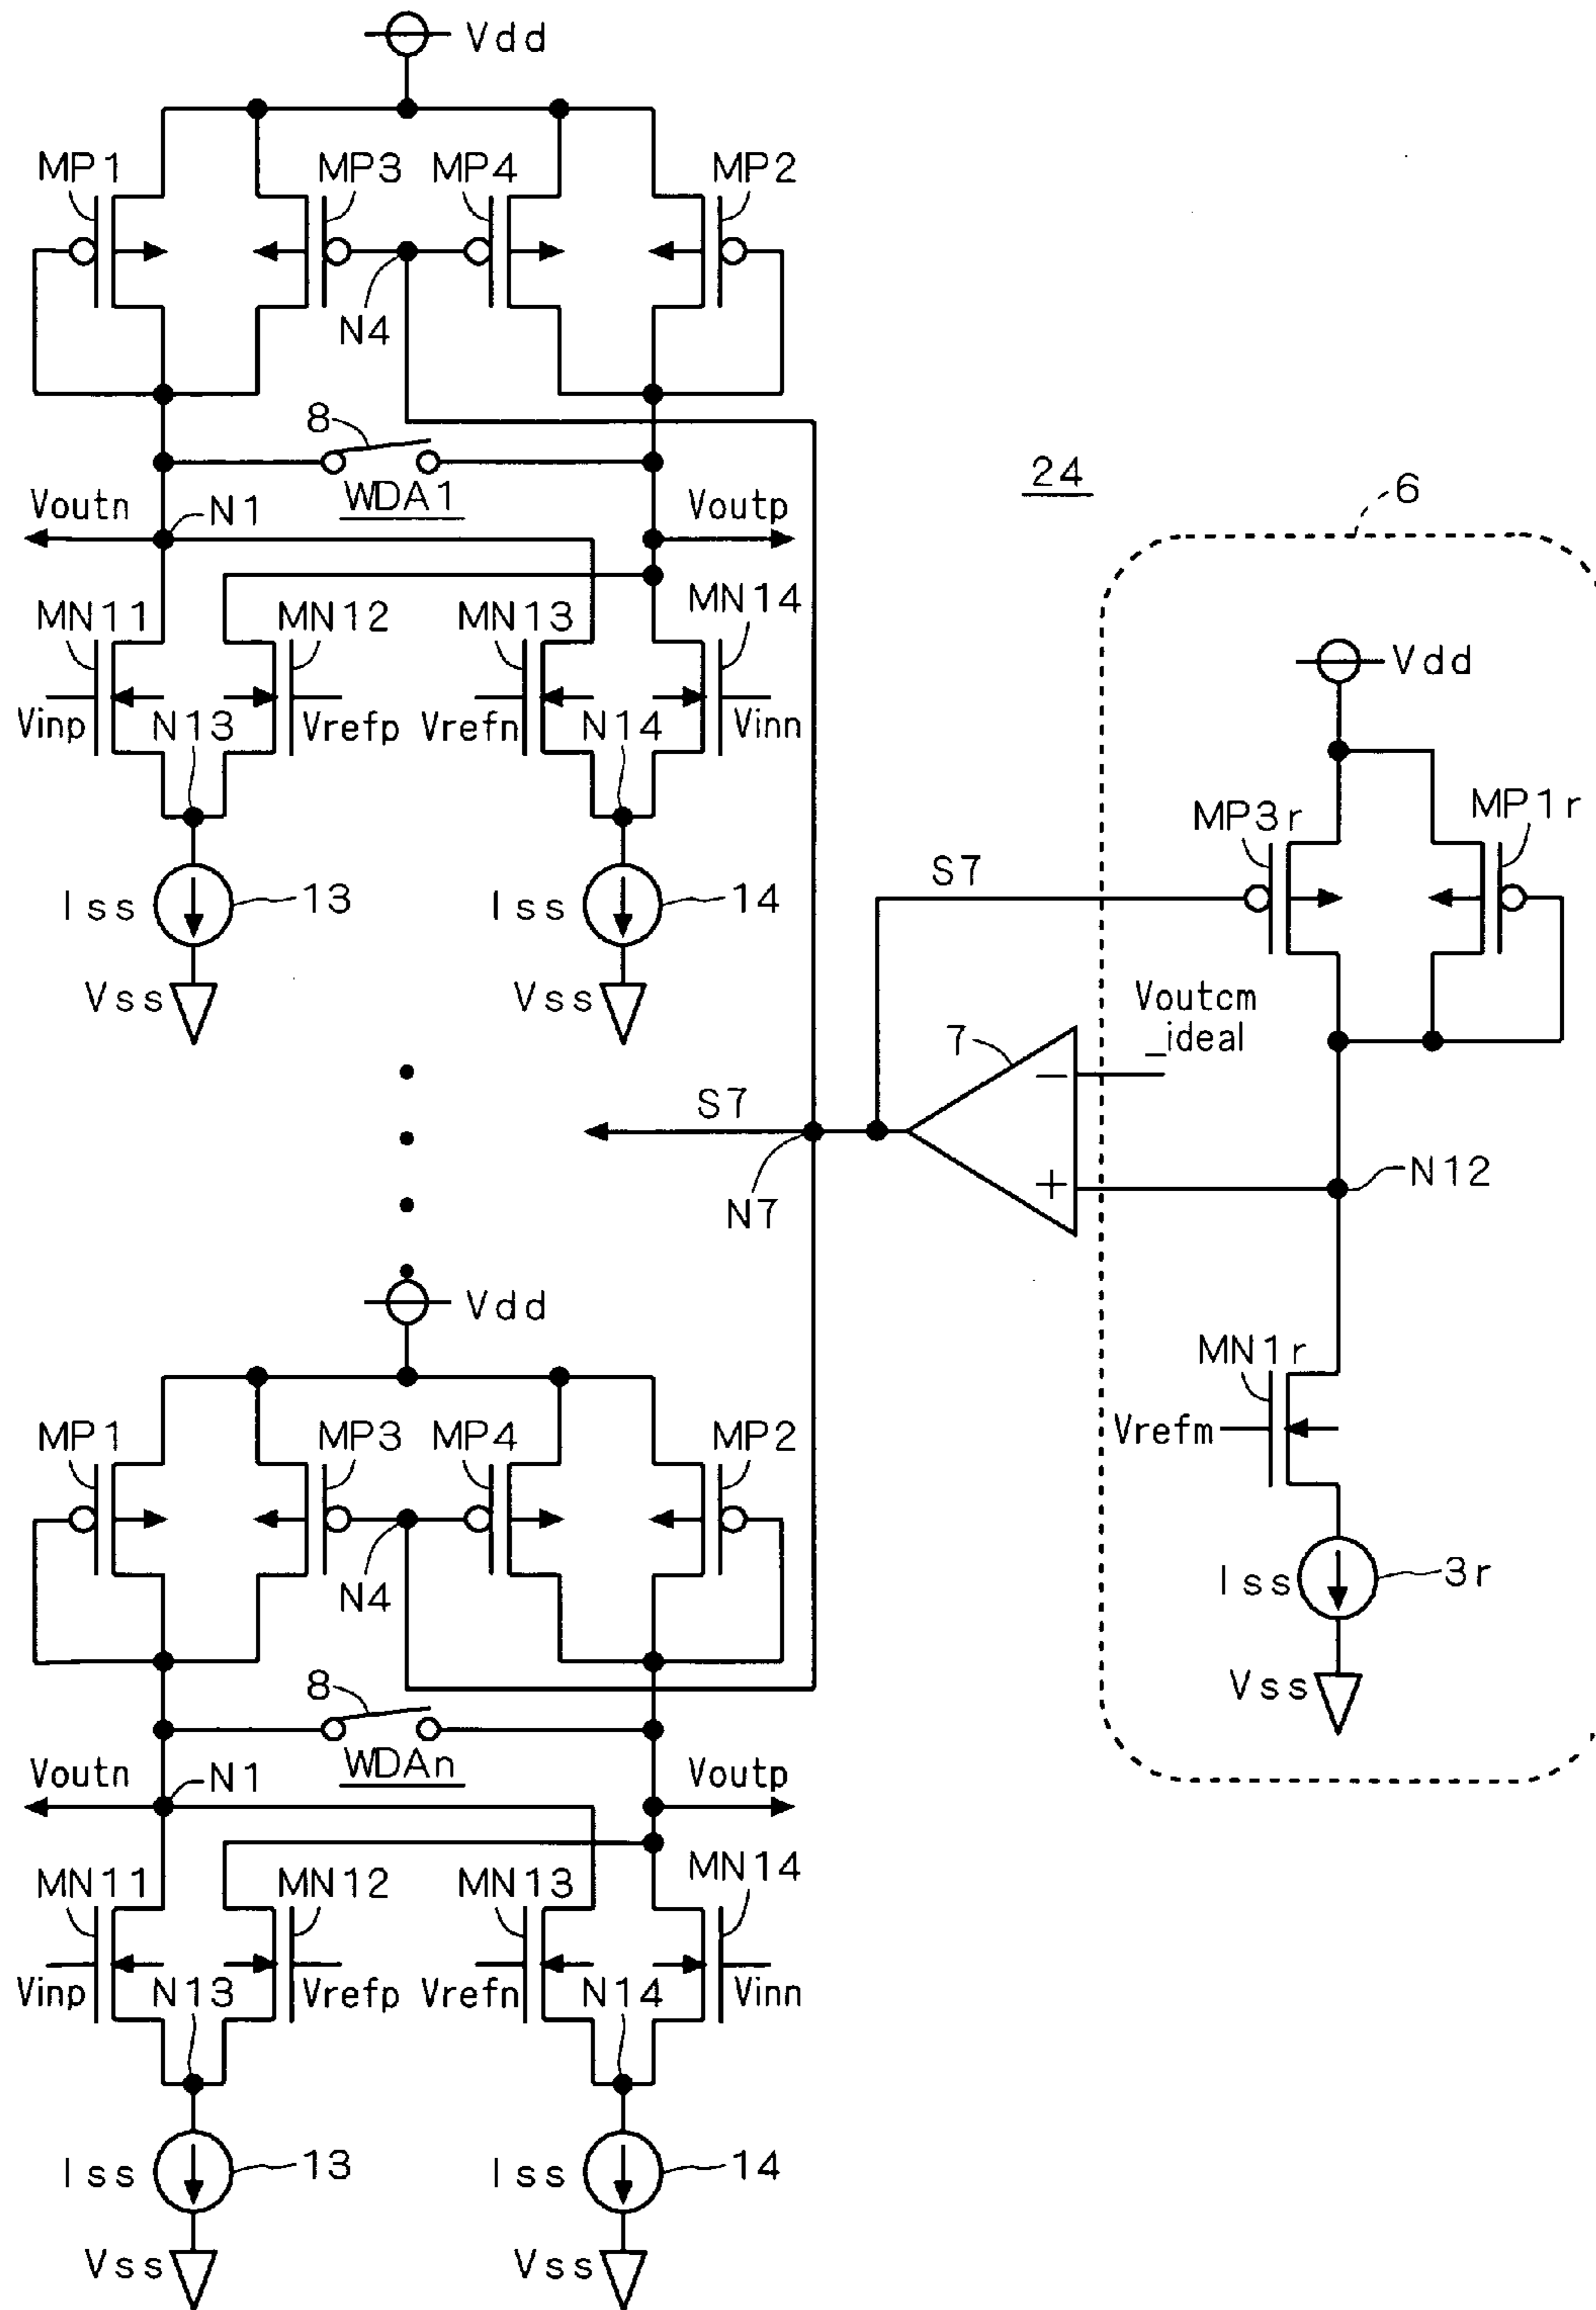 Vdd
MP1
MP3
MP4
MP2
N4
8
WDA1
Voutn
N1
Voutp
MN11
MN12
MN13
MN14
Vinp
N13
Vrefp
Vrefn
N14
Vinn
Iss
13
Iss
14
Vss
Vss
24
6
Vdd
MP3r
MP1r
S7
Voutcm
_ideal
7
−
+
S7
N7
N12
MN1r
Vrefm
Iss
3r
Vss
Vdd
MP1
MP3
MP4
MP2
N4
8
WDAn
Voutn
N1
Voutp
MN11
MN12
MN13
MN14
Vinp
N13
Vrefp
Vrefn
N14
Vinn
Iss
13
Iss
14
Vss
Vss